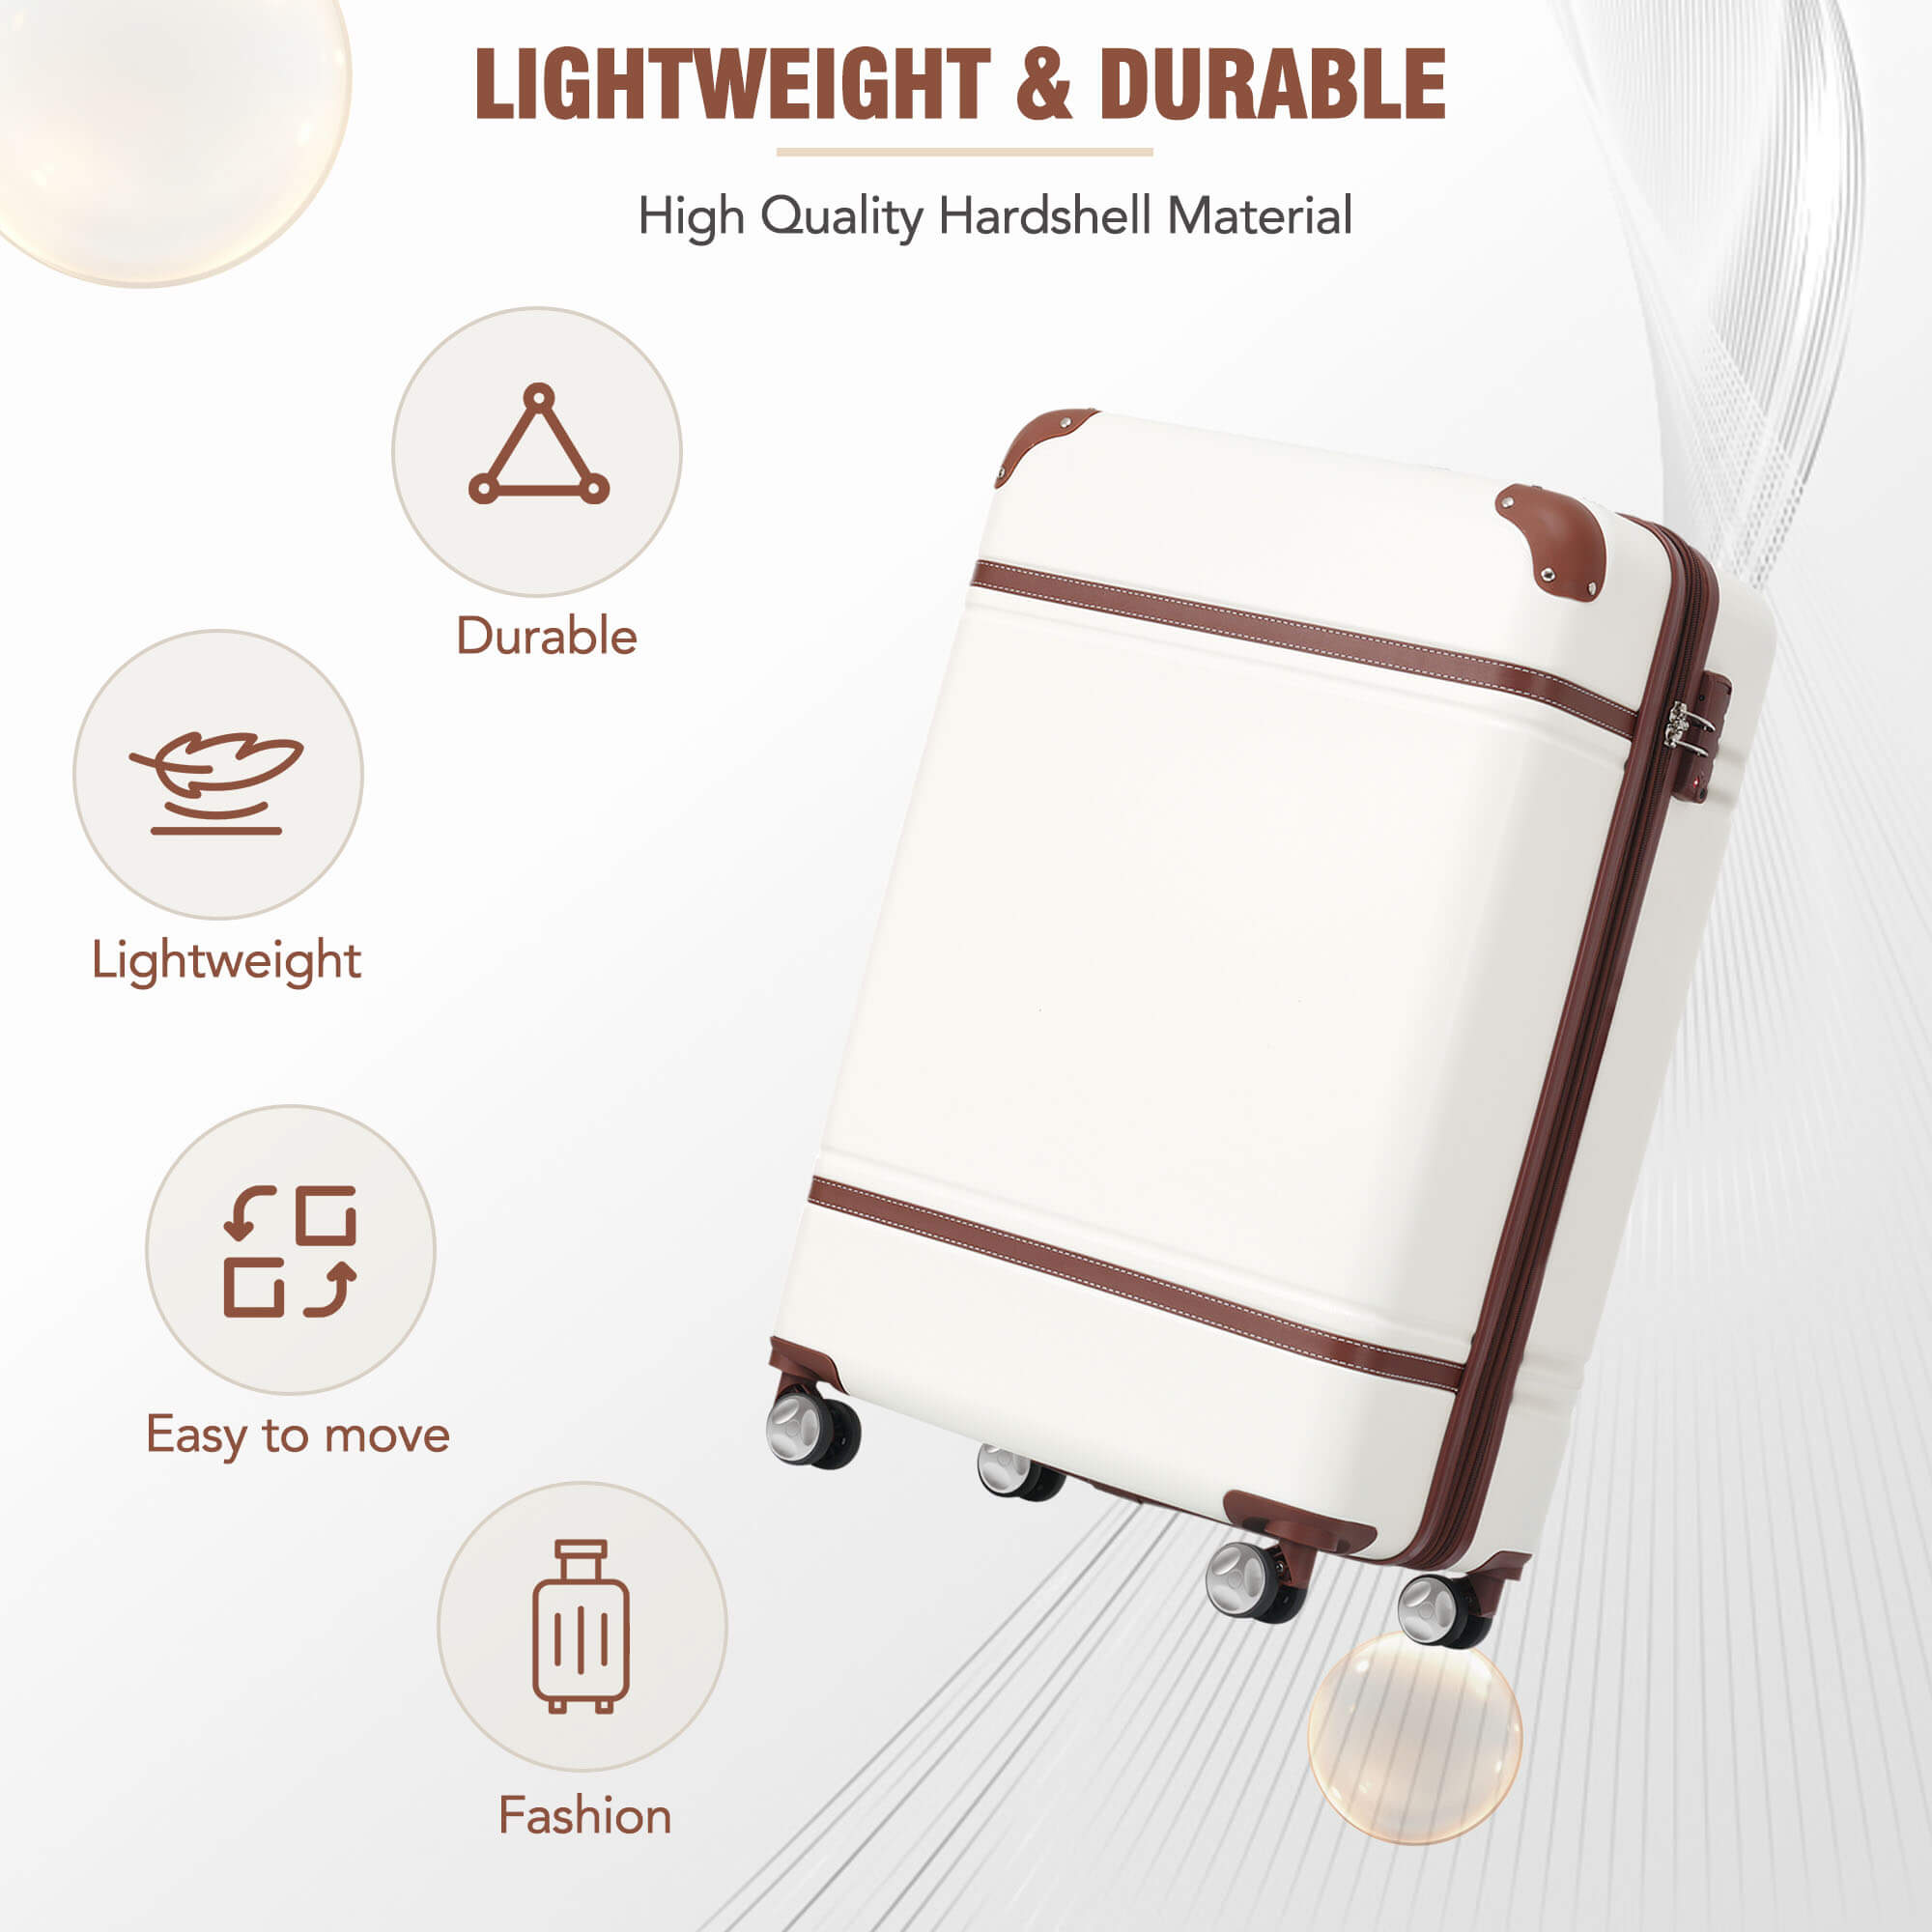 LIGHTWEIGHT & DURABLE
High Quality Hardshell Material
Durable
Lightweight
Easy to move
Fashion